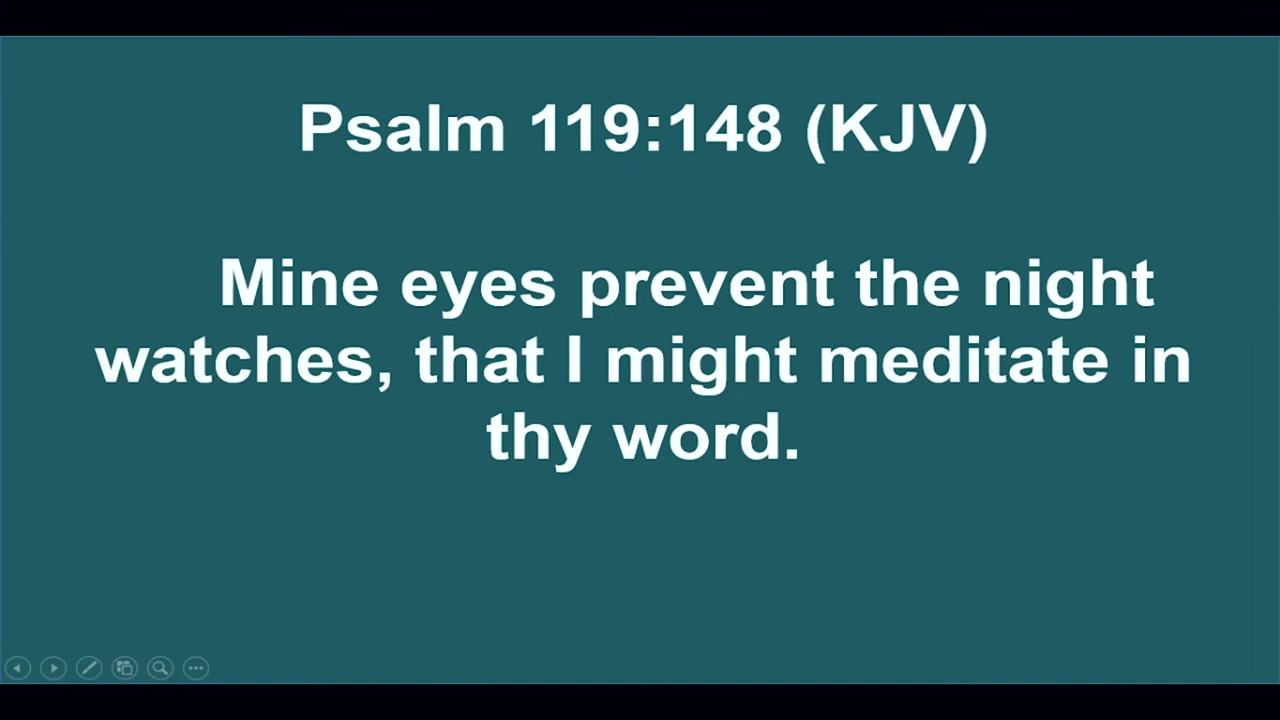 Psalm 119:148 (KJV)
Mine eyes prevent the night
watches, that I might meditate in
thy word.